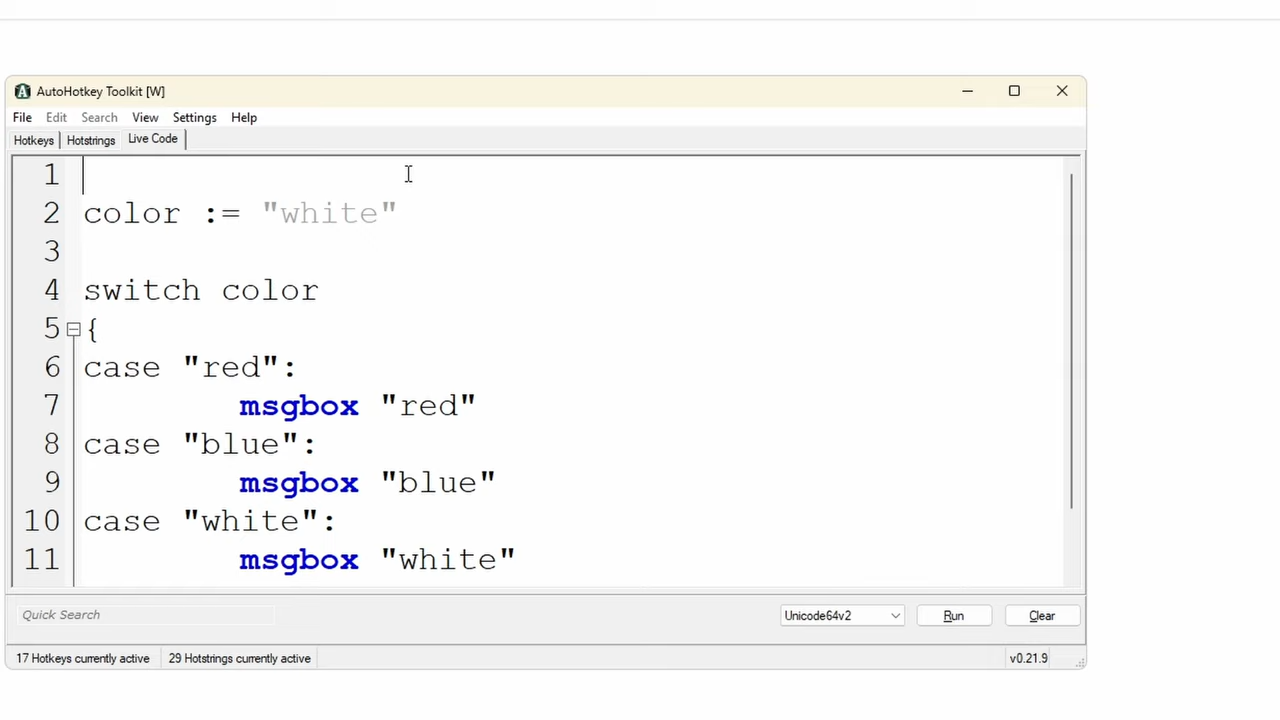 AutoHotkey Toolkit [W]
File Edit Search View Settings Help
Hotkeys Hotstrings Live Code
1
2 color := "white"
3
4 switch color
5 {
6 case "red":
7 msgbox "red"
8 case "blue":
9 msgbox "blue"
10 case "white":
11 msgbox "white"
Quick Search Unicode64v2 Run Clear
17 Hotkeys currently active 29 Hotstrings currently active v0.21.9